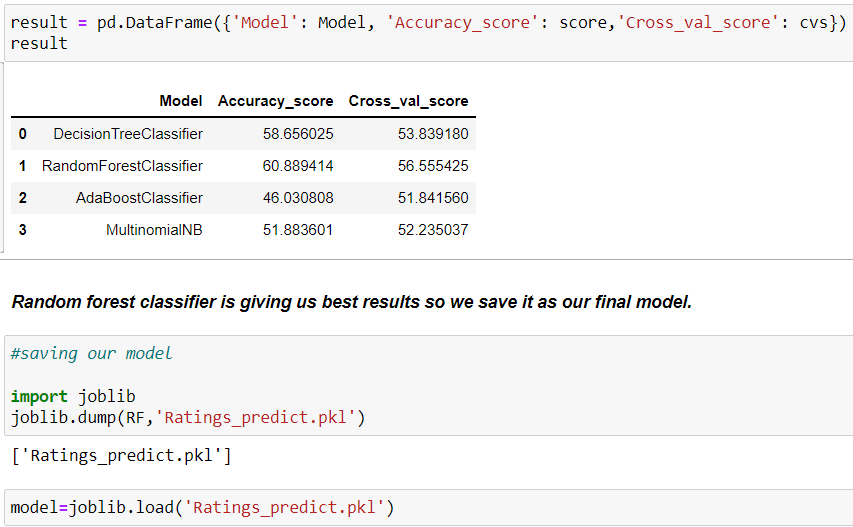 result = pd.DataFrame({'Model': Model, 'Accuracy_score': score,'Cross_val_score': cvs})
result
Model Accuracy_score Cross_val_score
0 DecisionTreeClassifier 58.656025 53.839180
1 RandomForestClassifier 60.889414 56.555425
2 AdaBoostClassifier 46.030808 51.841560
3 MultinomialNB 51.883601 52.235037
Random forest classifier is giving us best results so we save it as our final model.
#saving our model
import joblib
joblib.dump(RF,'Ratings_predict.pkl')
['Ratings_predict.pkl']
model=joblib.load('Ratings_predict.pkl')